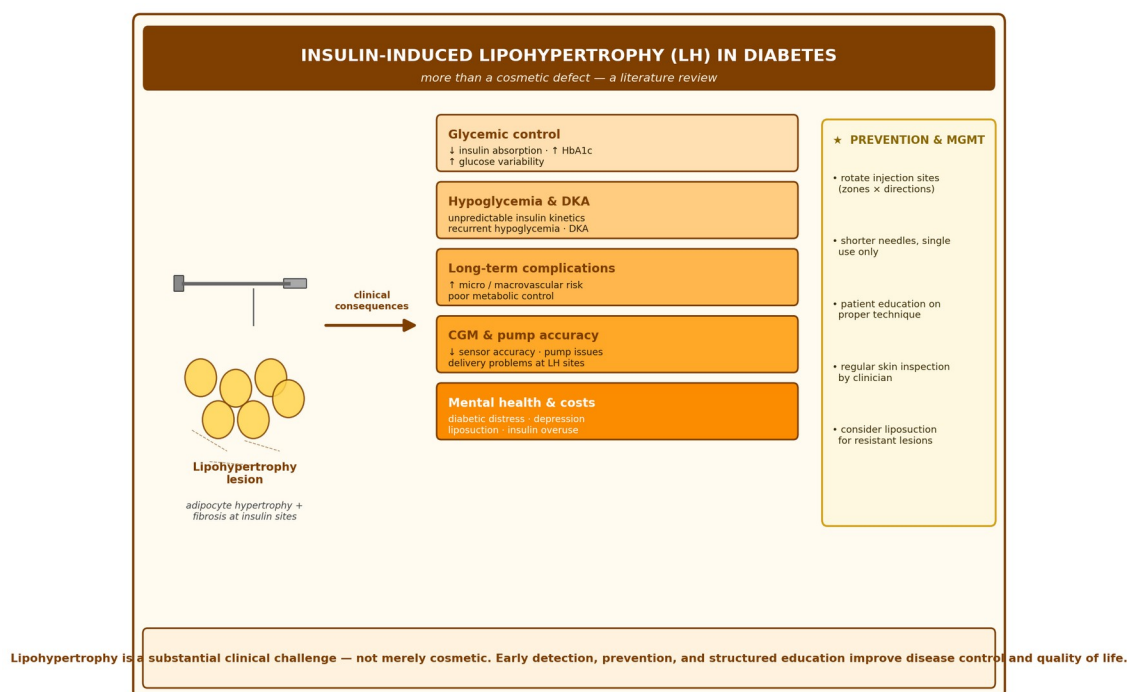 INSULIN-INDUCED LIPOHYPERTROPHY (LH) IN DIABETES
more than a cosmetic defect — a literature review
clinical
consequences
Lipohypertrophy
lesion
adipocyte hypertrophy +
fibrosis at insulin sites
Glycemic control
↓ insulin absorption · ↑ HbA1c
↑ glucose variability
Hypoglycemia & DKA
unpredictable insulin kinetics
recurrent hypoglycemia · DKA
Long-term complications
↑ micro / macrovascular risk
poor metabolic control
CGM & pump accuracy
↓ sensor accuracy · pump issues
delivery problems at LH sites
Mental health & costs
diabetic distress · depression
liposuction · insulin overuse
★ PREVENTION & MGMT
• rotate injection sites
(zones × directions)
• shorter needles, single
use only
• patient education on
proper technique
• regular skin inspection
by clinician
• consider liposuction
for resistant lesions
Lipohypertrophy is a substantial clinical challenge — not merely cosmetic. Early detection, prevention, and structured education improve disease control and quality of life.